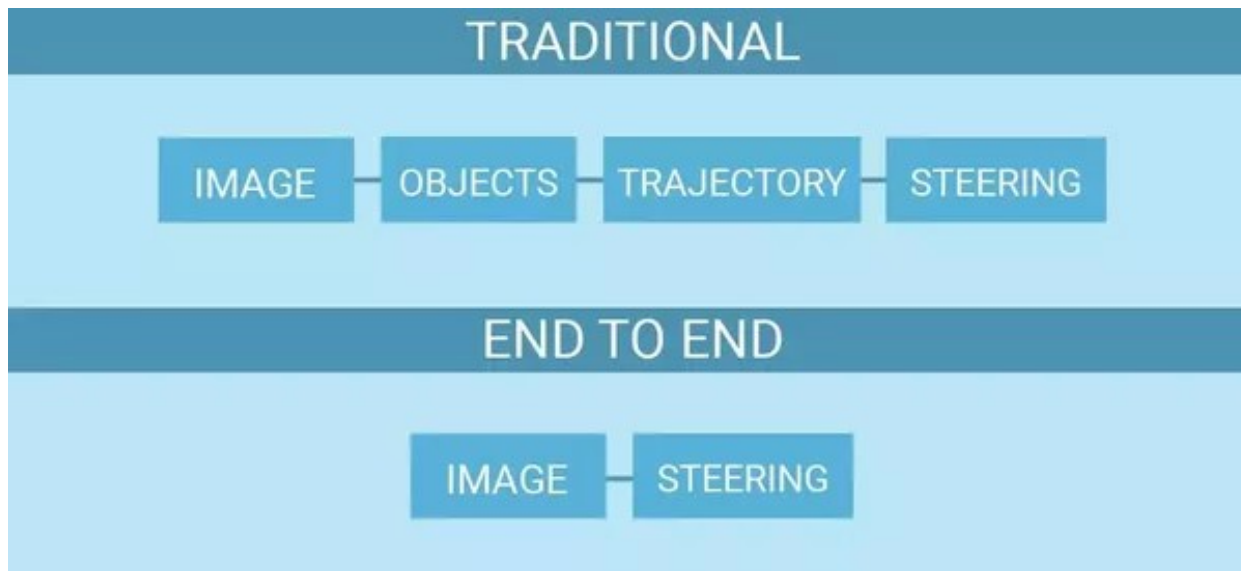 TRADITIONAL
IMAGE OBJECTS TRAJECTORY STEERING
END TO END
IMAGE STEERING